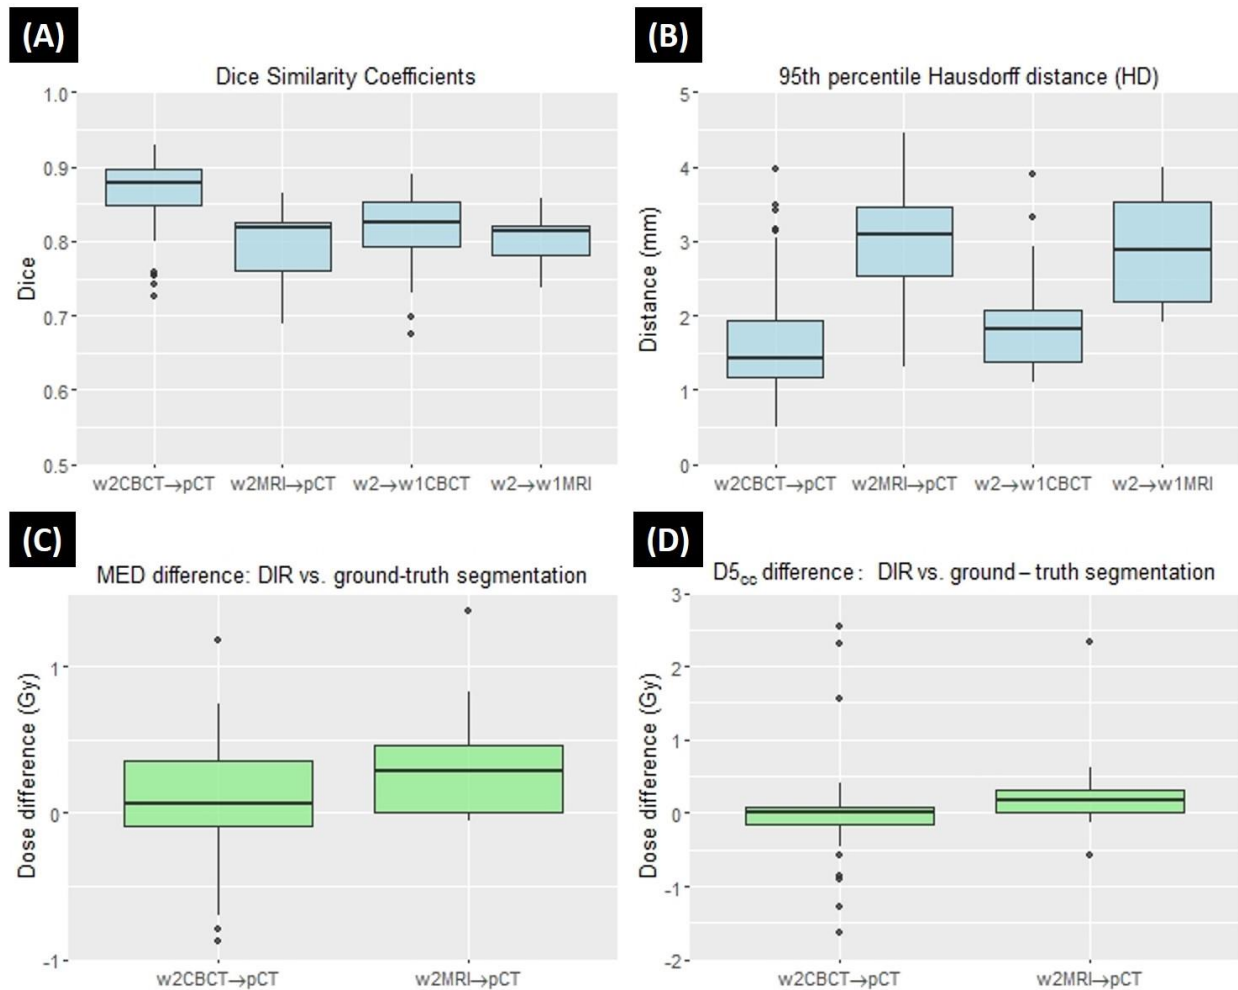 (A)
Dice Similarity Coefficients
1.0
0.9
0.8
0.7
0.6
0.5
Dice
w2CBCT→pCT w2MRI→pCT w2→w1CBCT w2→w1MRI
(B)
95th percentile Hausdorff distance (HD)
5
4
3
2
1
0
Distance (mm)
w2CBCT→pCT w2MRI→pCT w2→w1CBCT w2→w1MRI
(C)
MED difference: DIR vs. ground-truth segmentation
1
0
-1
Dose difference (Gy)
w2CBCT→pCT w2MRI→pCT
(D)
D5cc difference: DIR vs. ground – truth segmentation
3
2
1
0
-1
-2
Dose difference (Gy)
w2CBCT→pCT w2MRI→pCT